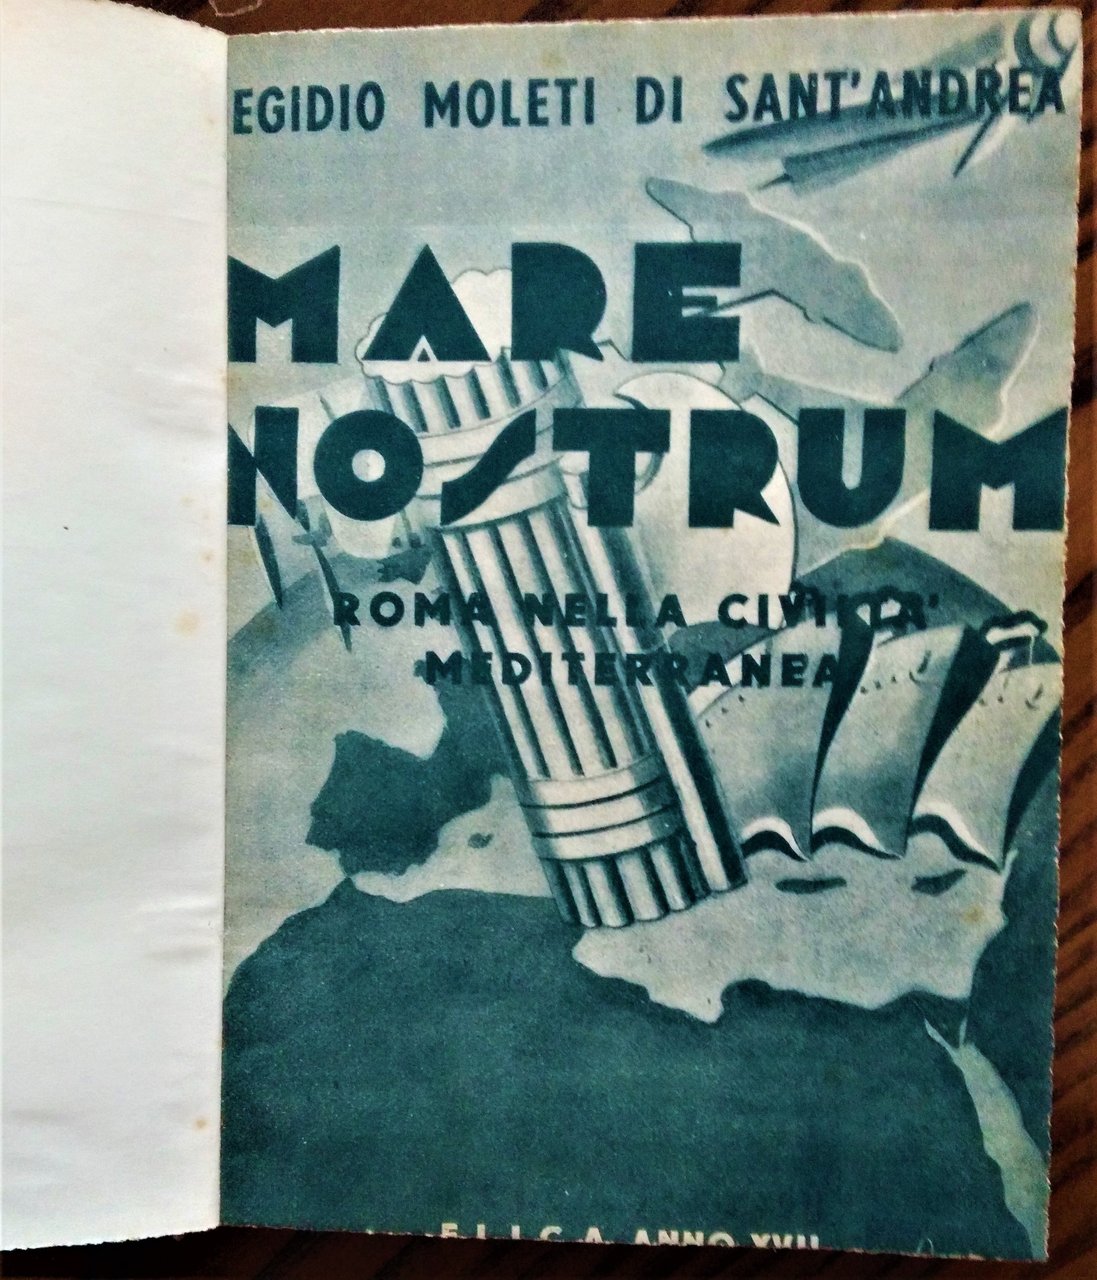 EGIDIO MOLETI DI SANT'ANDREA
MARE
NOSTRUM
ROMA NELLA CIVILTA'
MEDITERRANEA
ANNO XVII